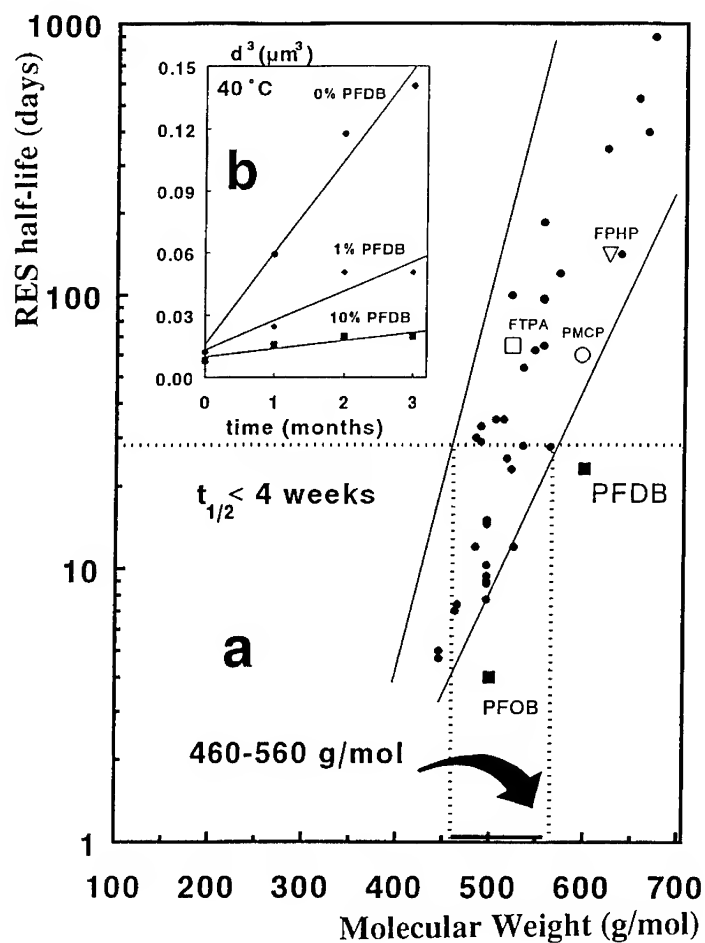 RES half-life (days)
1000
100
10
1
d³ (μm³)
0.15
0.12
0.09
0.06
0.03
0.00
40°C
b
0% PFDB
1% PFDB
10% PFDB
0
1
2
3
time (months)
FPHP
FTPA
PMCP
t1/2 < 4 weeks
PFDB
a
PFOB
460-560 g/mol
100
200
300
400
500
600
700
Molecular Weight (g/mol)